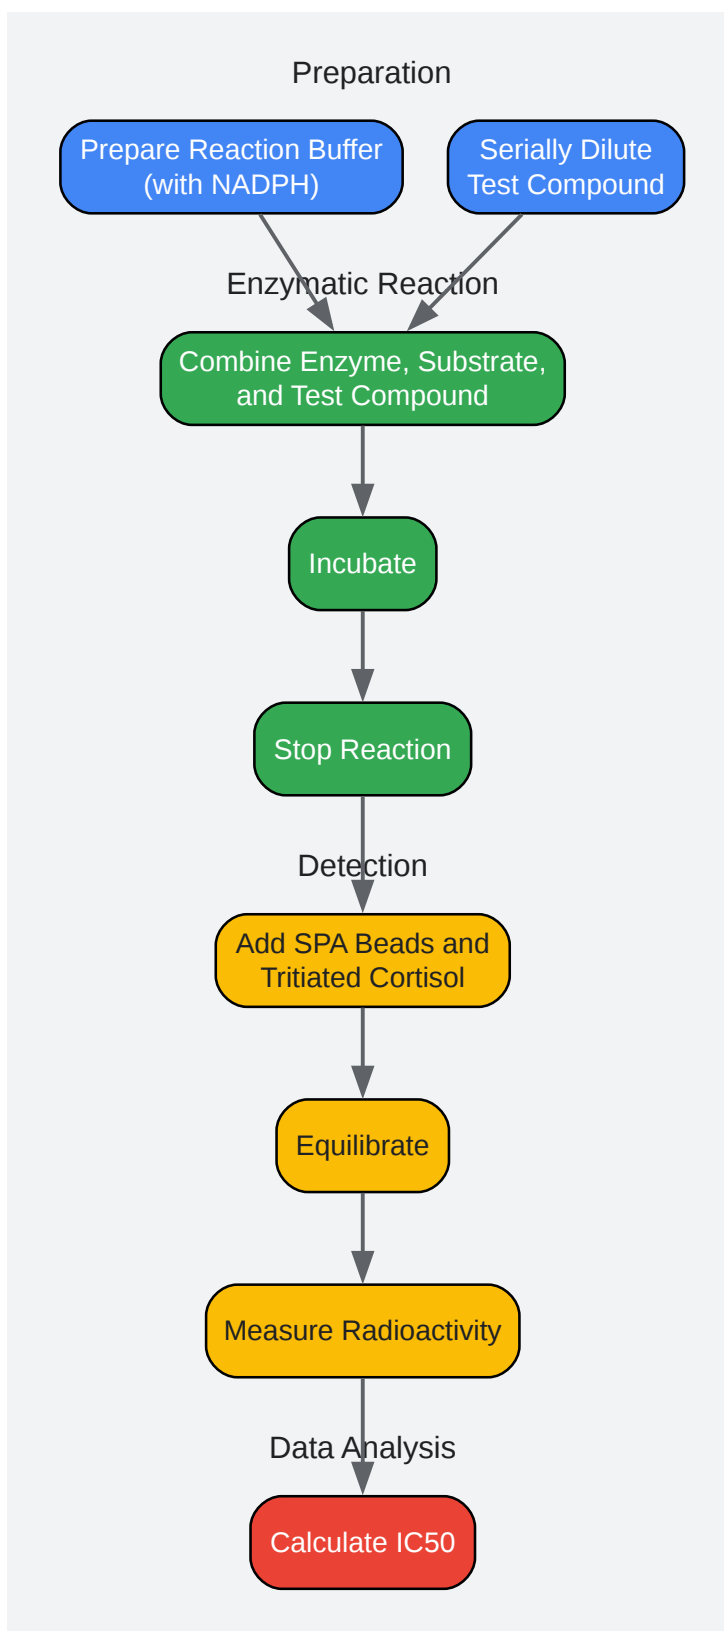 Preparation
Prepare Reaction Buffer
(with NADPH)
Serially Dilute
Test Compound
Enzymatic Reaction
Combine Enzyme, Substrate,
and Test Compound
Incubate
Stop Reaction
Detection
Add SPA Beads and
Tritiated Cortisol
Equilibrate
Measure Radioactivity
Data Analysis
Calculate IC50